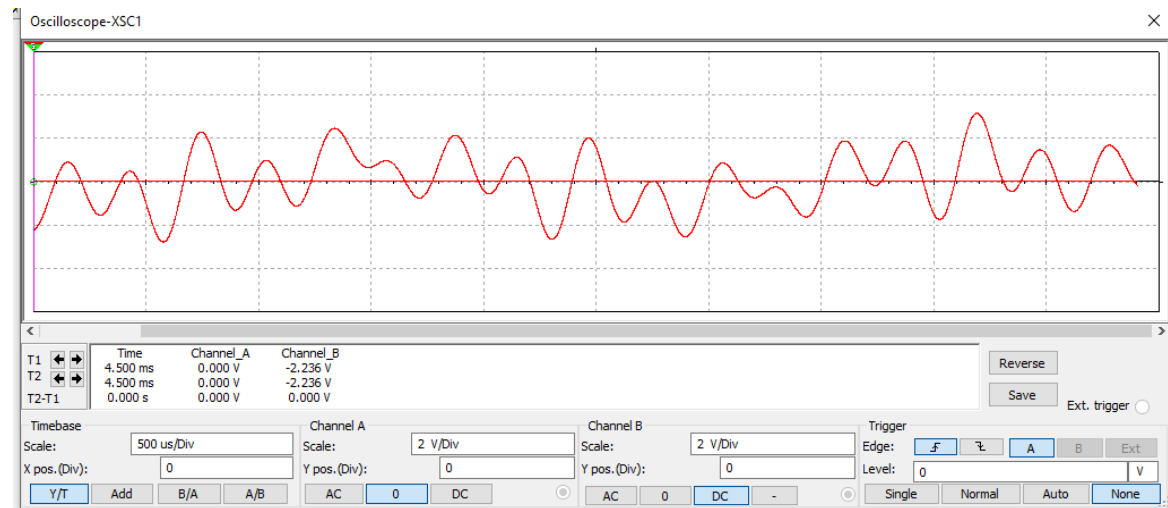 Oscilloscope-XSC1
T1
T2
T2-T1
Time Channel_A Channel_B
4.500 ms 0.000 V -2.236 V
4.500 ms 0.000 V -2.236 V
0.000 s 0.000 V 0.000 V
Reverse
Save
Ext. trigger
Timebase
Scale: 500 us/Div
X pos.(Div): 0
Y/T Add B/A A/B
Channel A
Scale: 2 V/Div
Y pos.(Div): 0
AC 0 DC
Channel B
Scale: 2 V/Div
Y pos.(Div): 0
AC 0 DC -
Trigger
Edge: A B Ext
Level: 0 V
Single Normal Auto None